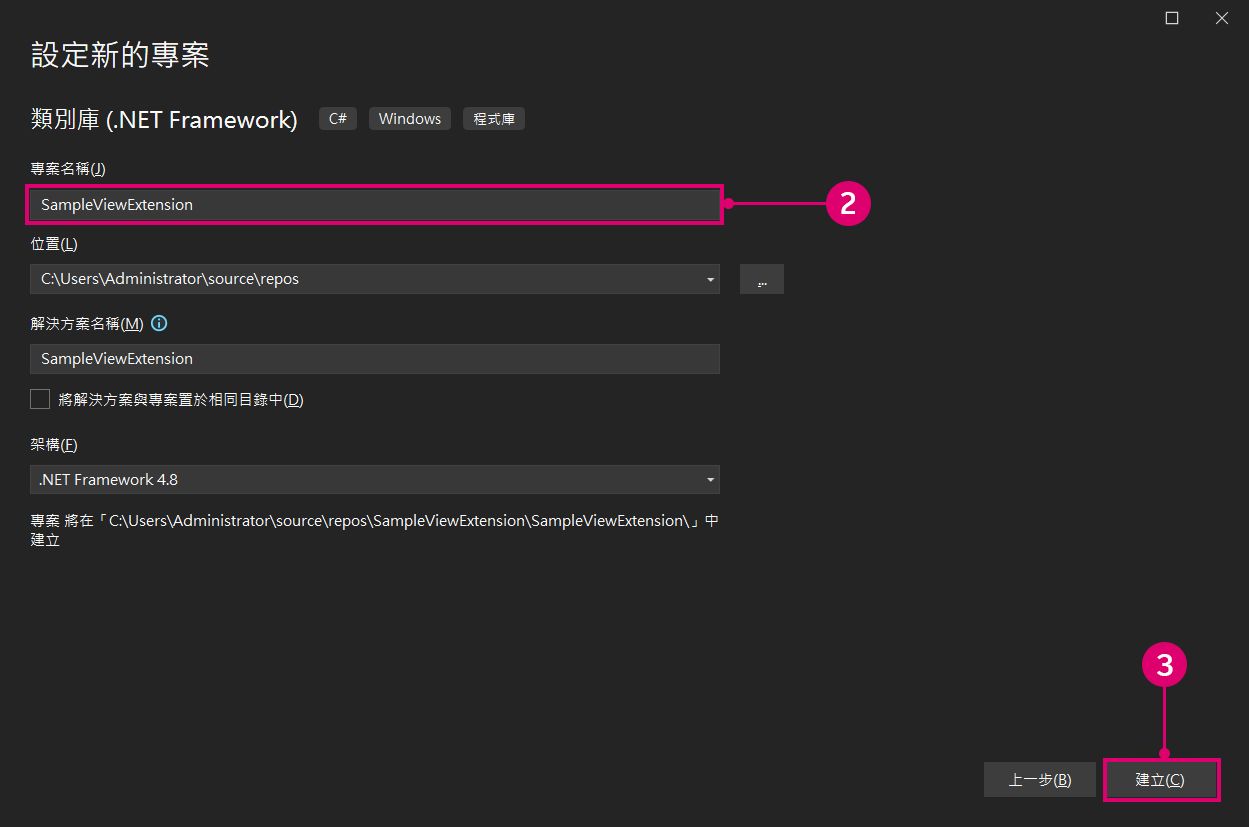 設定新的專案
類別庫 (.NET Framework) C# Windows 程式庫
專案名稱(J)
SampleViewExtension
2
位置(L)
C:\Users\Administrator\source\repos
...
解決方案名稱(M)
SampleViewExtension
將解決方案與專案置於相同目錄中(D)
架構(F)
.NET Framework 4.8
專案 將在「C:\Users\Administrator\source\repos\SampleViewExtension\SampleViewExtension\」中
建立
3
上一步(B) 建立(C)